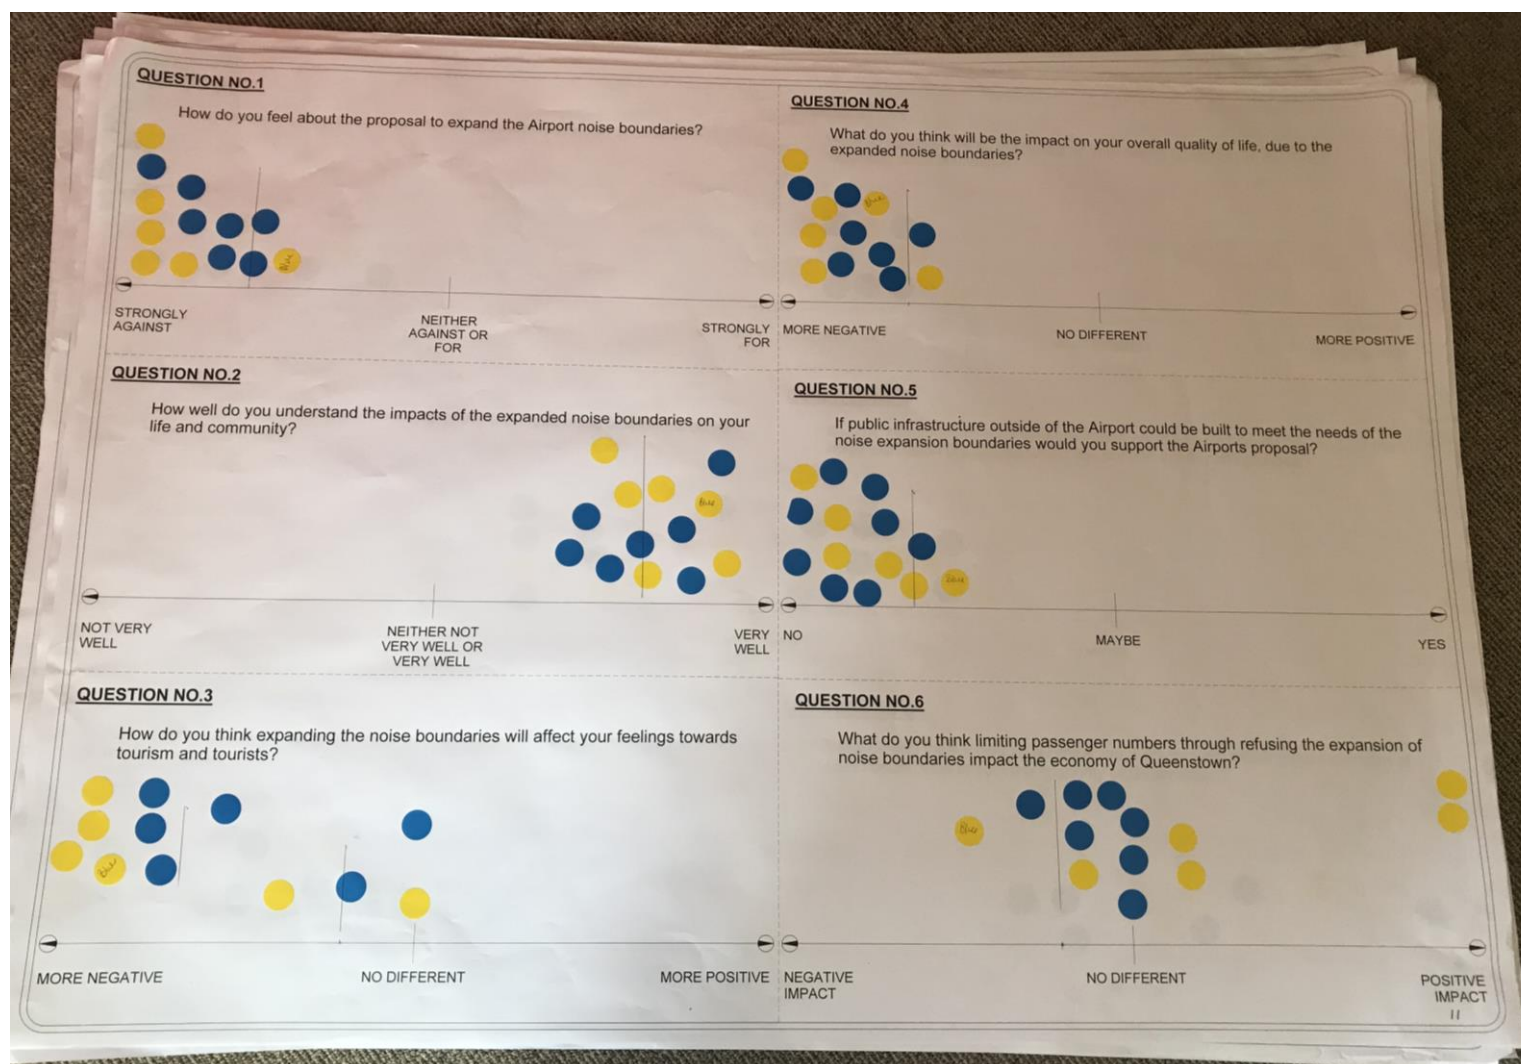 QUESTION NO.1
How do you feel about the proposal to expand the Airport noise boundaries?
Blue
STRONGLY
AGAINST
NEITHER
AGAINST OR
FOR
STRONGLY
FOR
QUESTION NO.2
How well do you understand the impacts of the expanded noise boundaries on your
life and community?
Blue
NOT VERY
WELL
NEITHER NOT
VERY WELL OR
VERY WELL
VERY
WELL
QUESTION NO.3
How do you think expanding the noise boundaries will affect your feelings towards
tourism and tourists?
Blue
MORE NEGATIVE
NO DIFFERENT
MORE POSITIVE
QUESTION NO.4
What do you think will be the impact on your overall quality of life, due to the
expanded noise boundaries?
Blue
MORE NEGATIVE
NO DIFFERENT
MORE POSITIVE
QUESTION NO.5
If public infrastructure outside of the Airport could be built to meet the needs of the
noise expansion boundaries would you support the Airports proposal?
Blue
NO
MAYBE
YES
QUESTION NO.6
What do you think limiting passenger numbers through refusing the expansion of
noise boundaries impact the economy of Queenstown?
Blue
NEGATIVE
IMPACT
NO DIFFERENT
POSITIVE
IMPACT
11